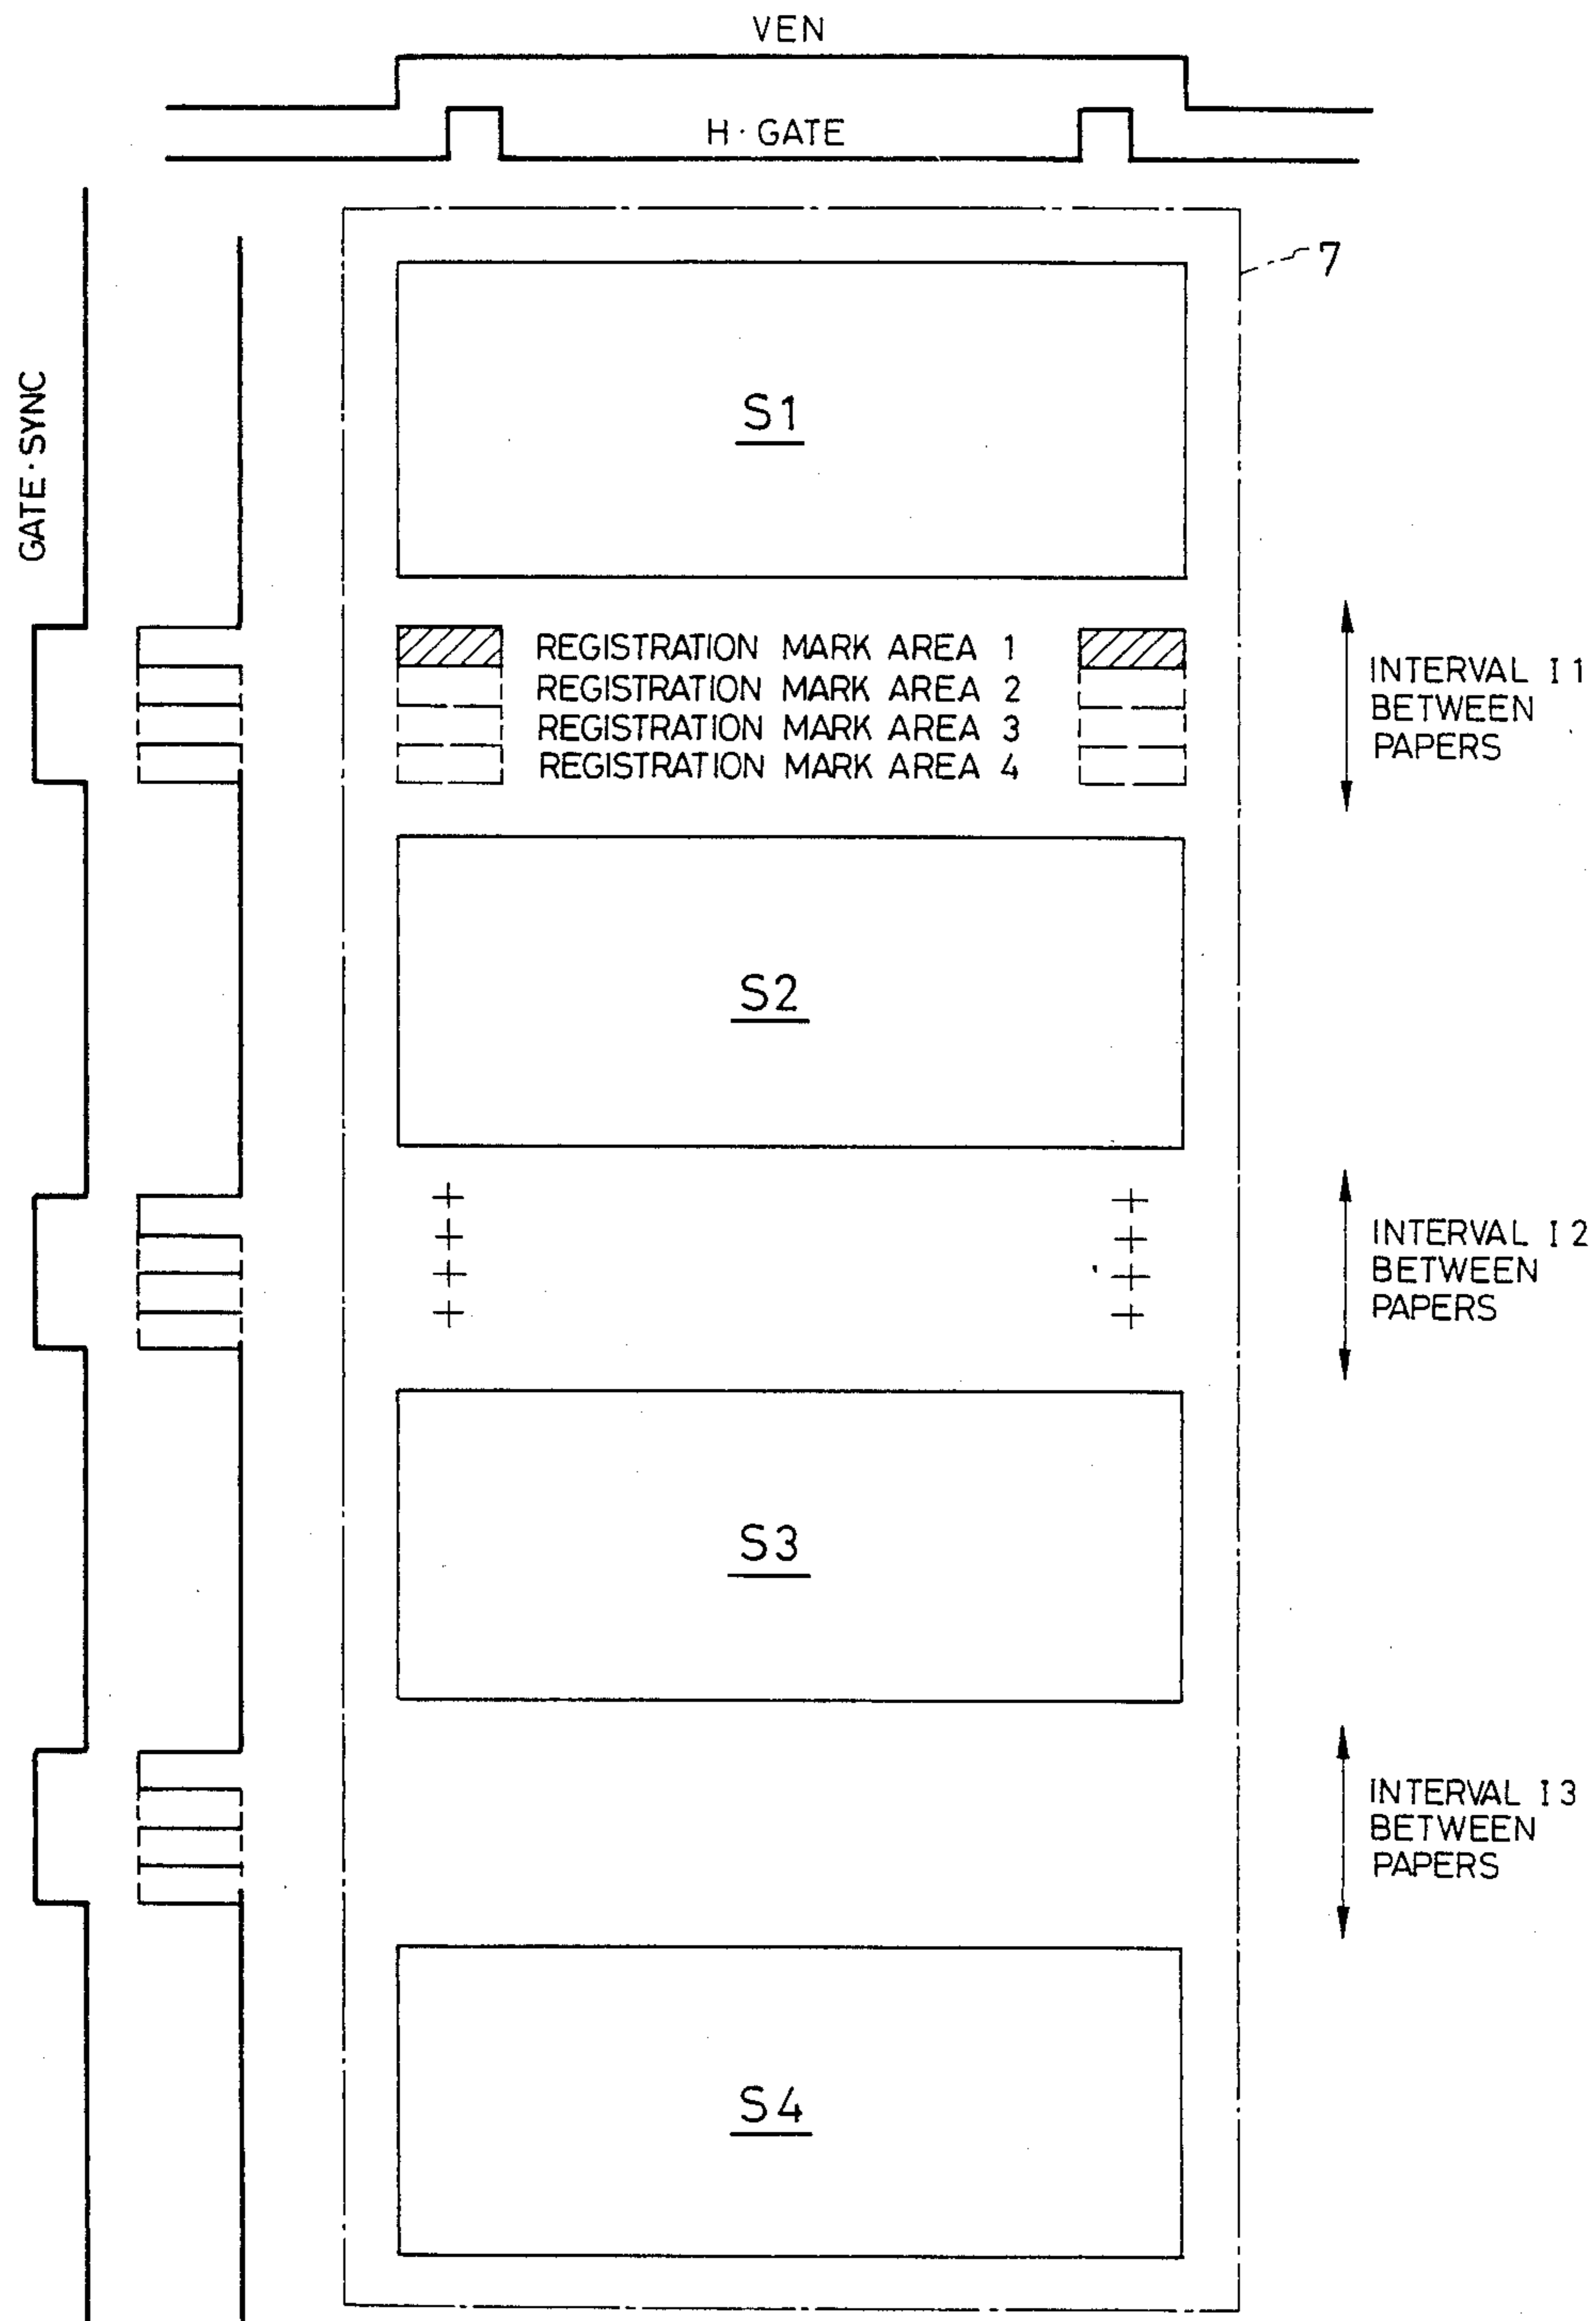 VEN
H·GATE
7
GATE·SYNC
S1
REGISTRATION MARK AREA 1
REGISTRATION MARK AREA 2
REGISTRATION MARK AREA 3
REGISTRATION MARK AREA 4
INTERVAL I1
BETWEEN
PAPERS
S2
INTERVAL I2
BETWEEN
PAPERS
S3
INTERVAL I3
BETWEEN
PAPERS
S4